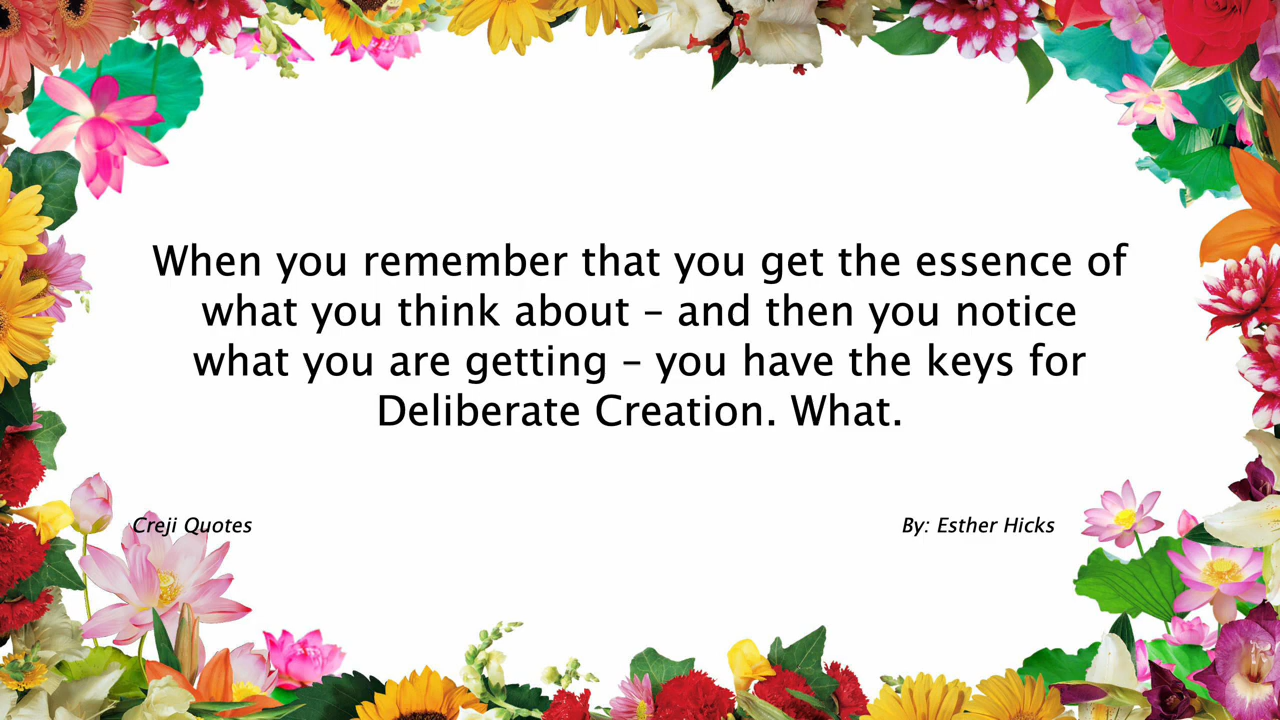 When you remember that you get the essence of
what you think about – and then you notice
what you are getting – you have the keys for
Deliberate Creation. What.
Creji Quotes
By: Esther Hicks